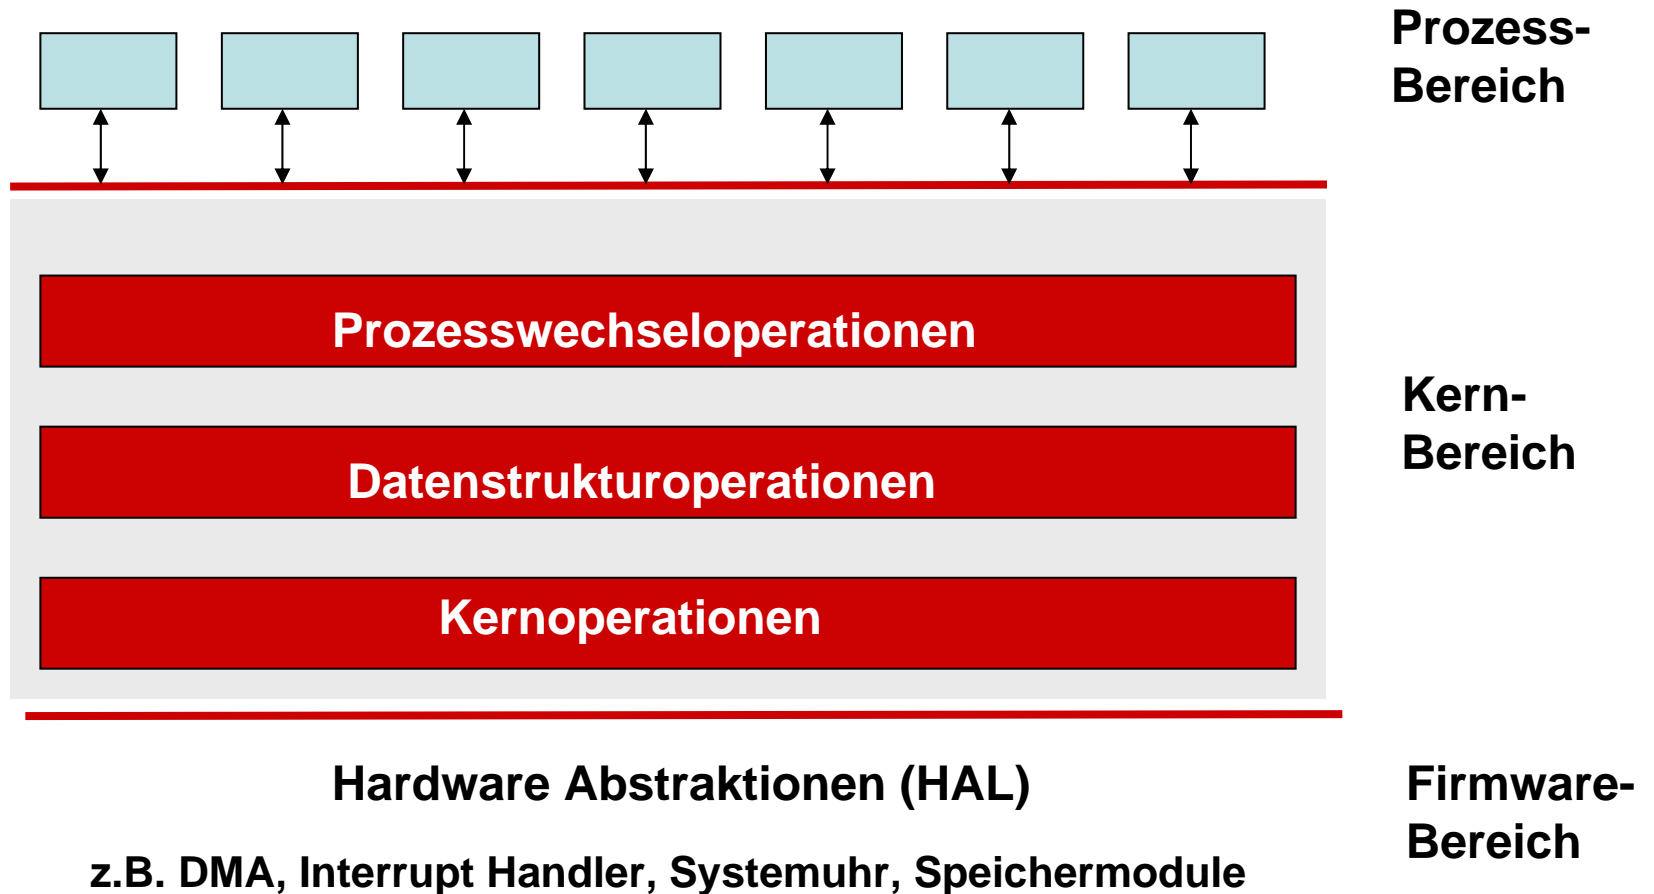 Prozess-
Bereich
Prozesswechseloperationen
Datenstrukturoperationen
Kernoperationen
Kern-
Bereich
Hardware Abstraktionen (HAL)
z.B. DMA, Interrupt Handler, Systemuhr, Speichermodule
Firmware-
Bereich